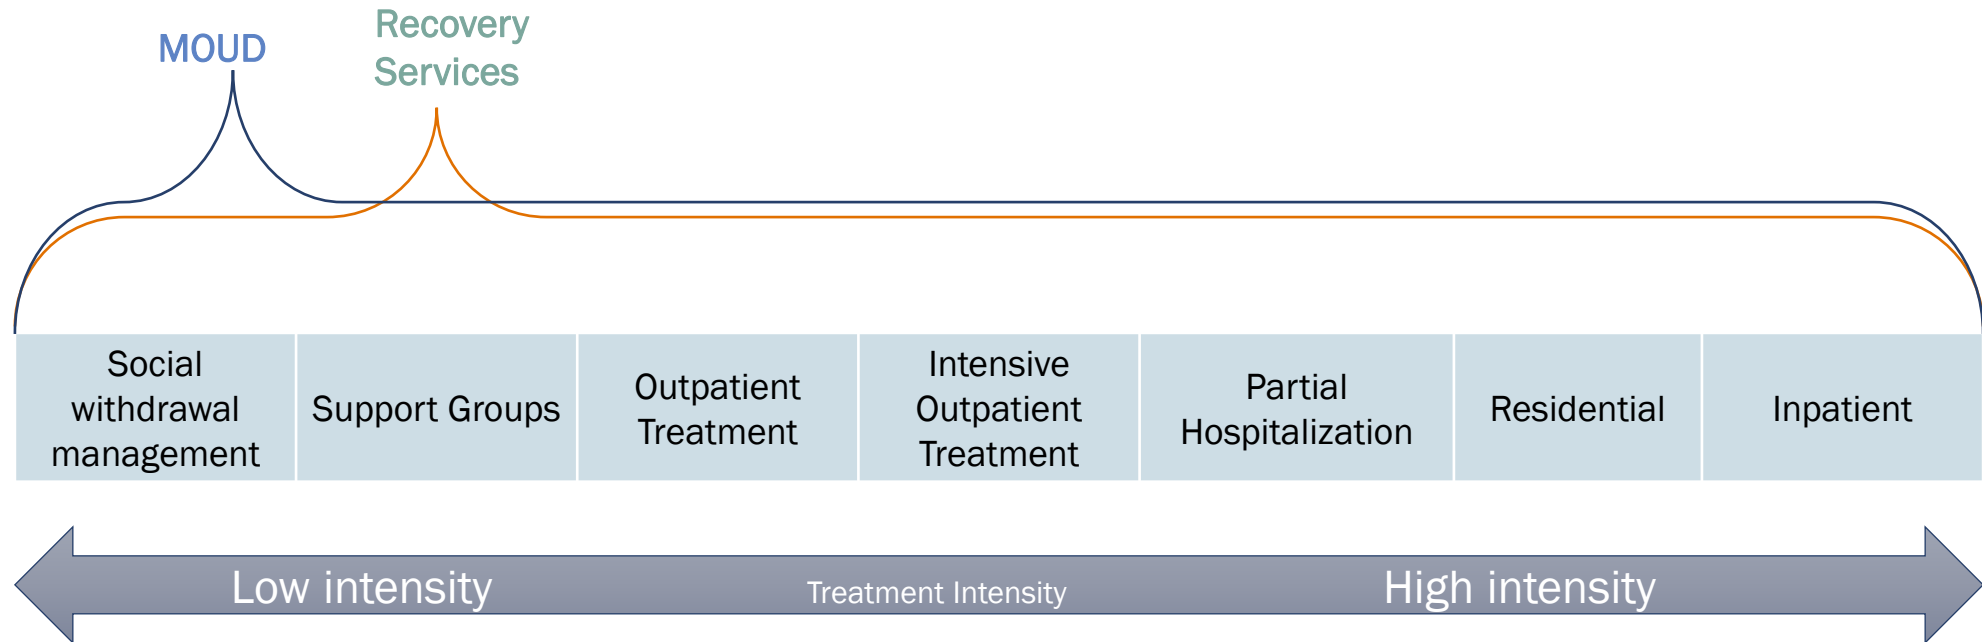 MOUD
Recovery
Services
Social
withdrawal
management
Support Groups
Outpatient
Treatment
Intensive
Outpatient
Treatment
Partial
Hospitalization
Residential
Inpatient
Low intensity
Treatment Intensity
High intensity